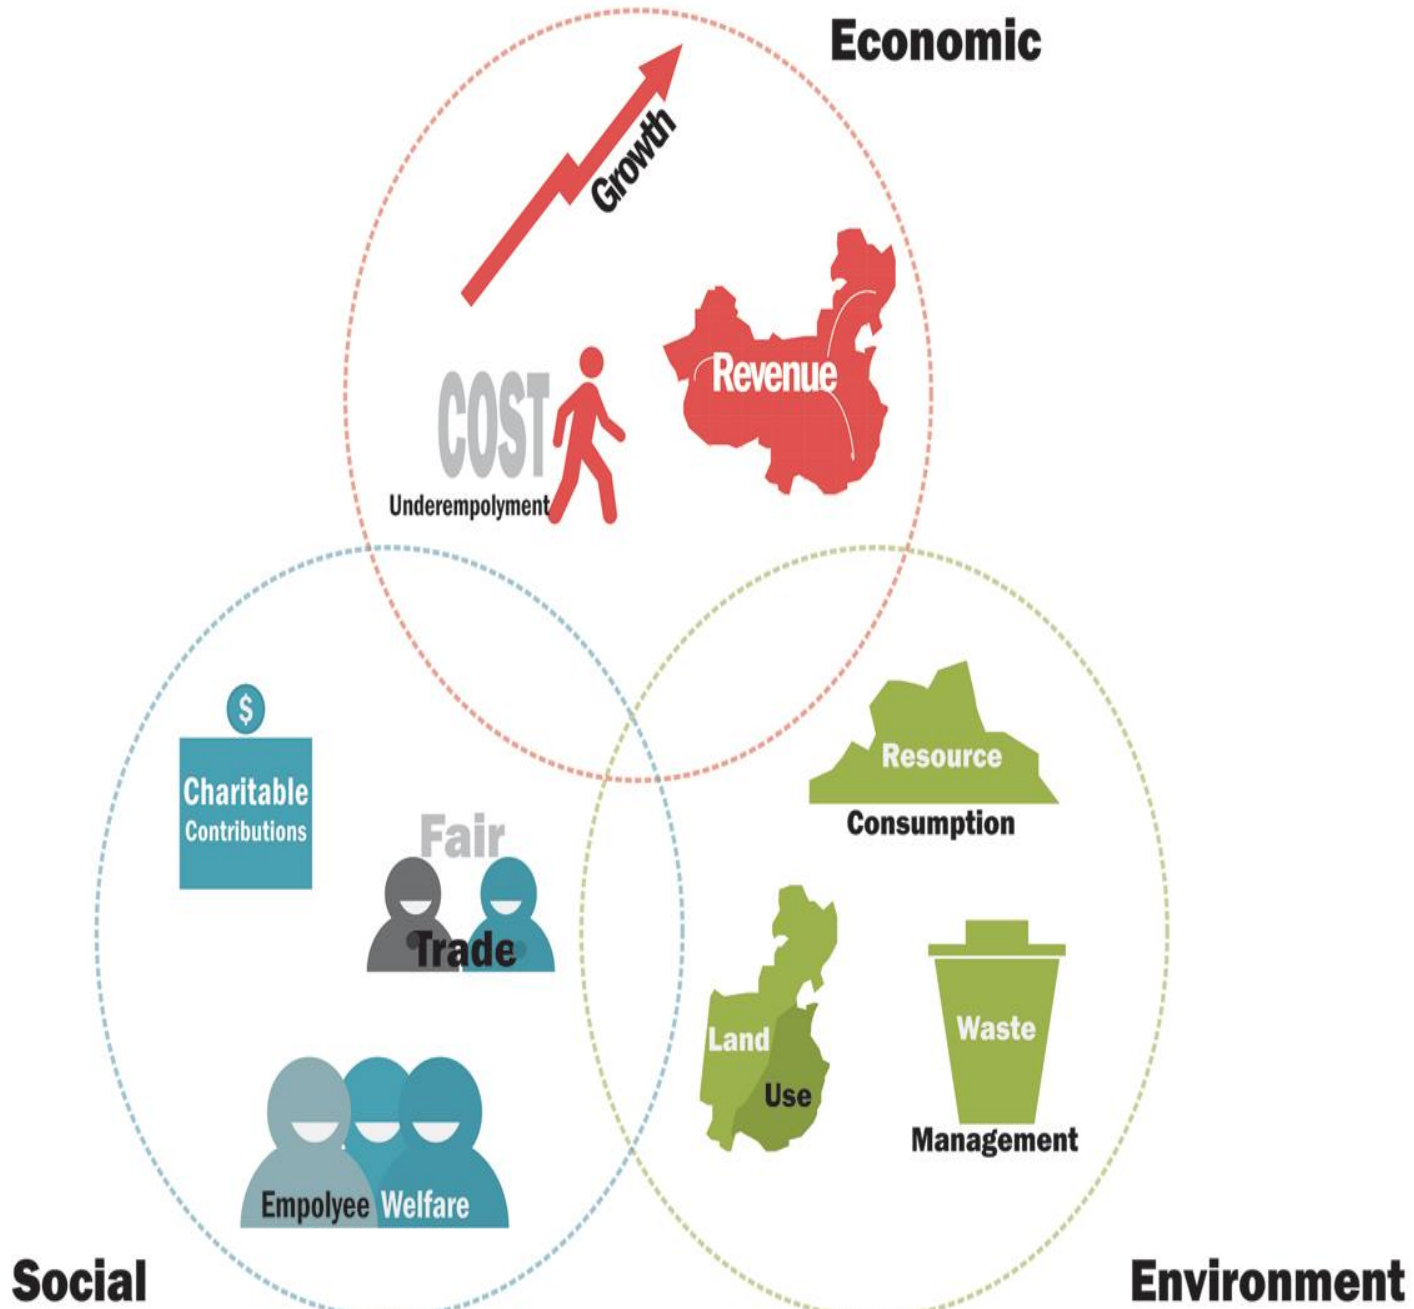 Economic
Growth
Revenue
COST
Underempolyment
$
Charitable
Contributions
Fair
Trade
Empolyee Welfare
Social
Resource
Consumption
Land
Use
Waste
Management
Environment